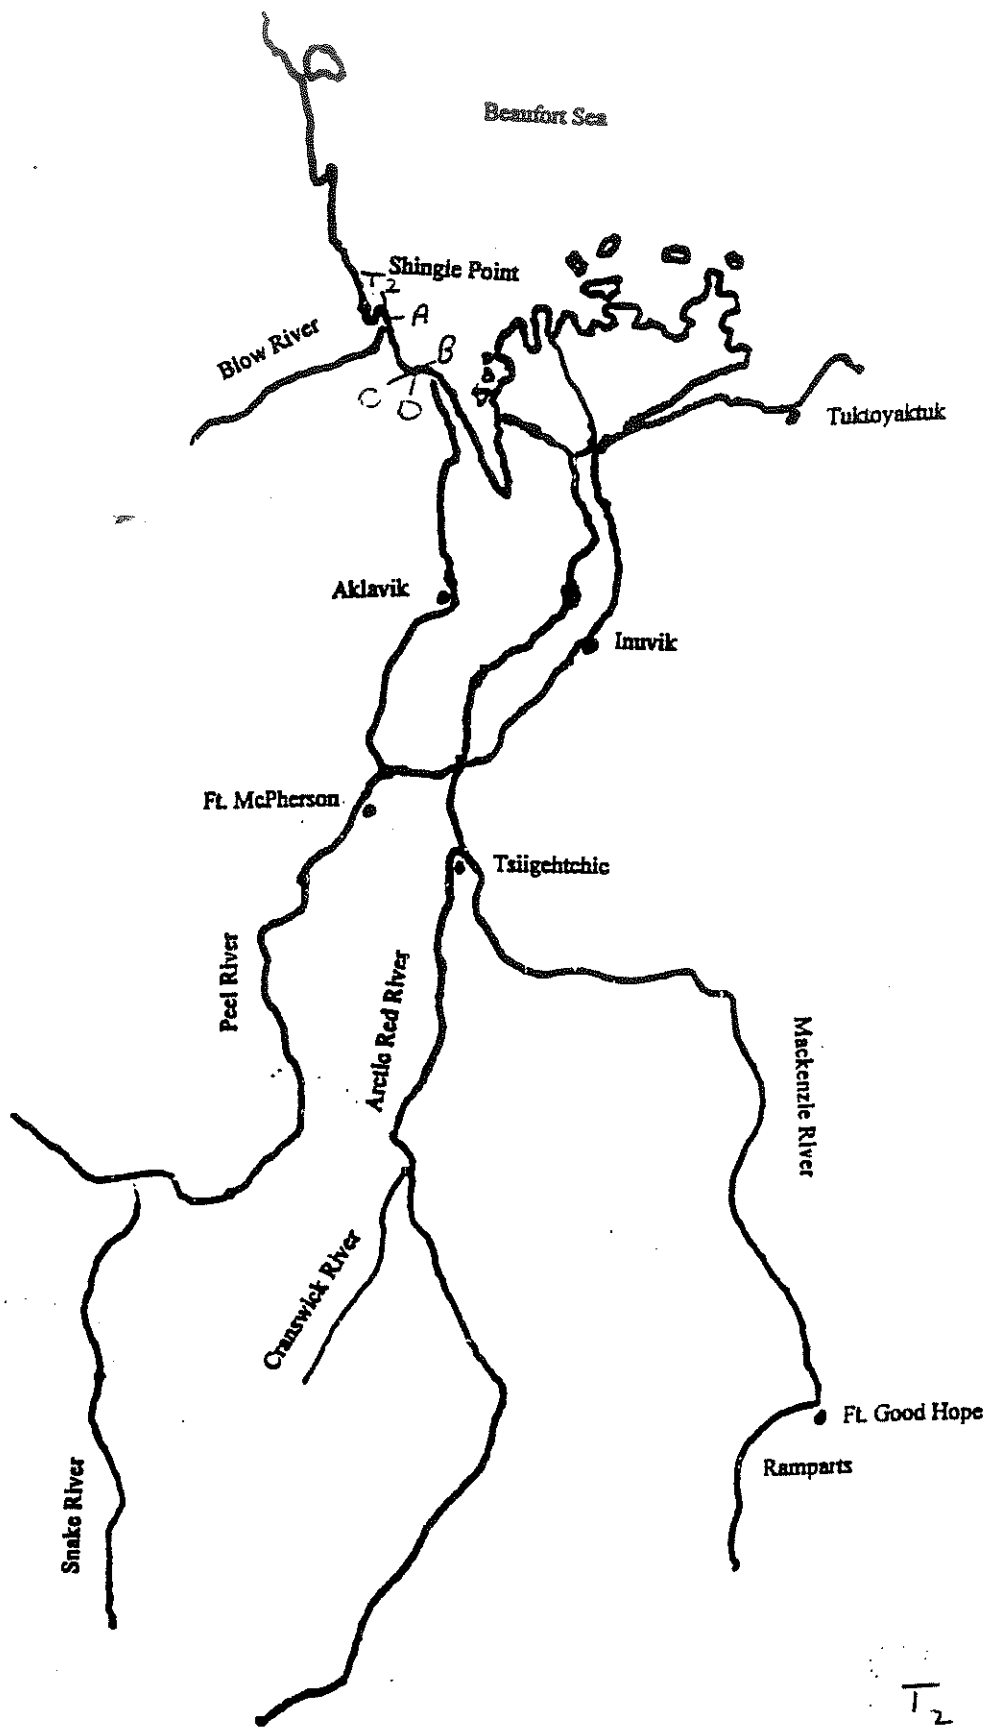 Beaufort Sea
Shingle Point
T2
A
Blow River
B
C
D
Tuktoyaktuk
Aklavik
Inuvik
Ft. McPherson
Tsiigehtchic
Peel River
Arctic Red River
Mackenzie River
Cranswick River
Ft. Good Hope
Ramparts
Snake River
T2